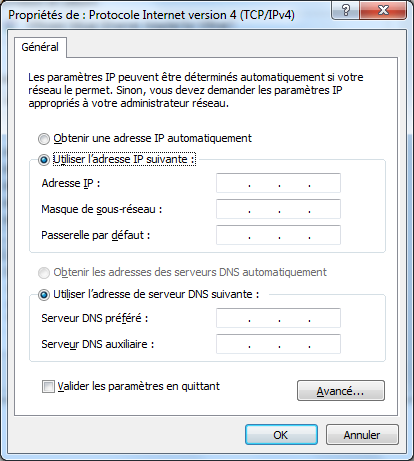 Propriétés de : Protocole Internet version 4 (TCP/IPv4)
Général
Les paramètres IP peuvent être déterminés automatiquement si votre
réseau le permet. Sinon, vous devez demander les paramètres IP
appropriés à votre administrateur réseau.
Obtenir une adresse IP automatiquement
Utiliser l'adresse IP suivante :
Adresse IP :
Masque de sous-réseau :
Passerelle par défaut :
Obtenir les adresses des serveurs DNS automatiquement
Utiliser l'adresse de serveur DNS suivante :
Serveur DNS préféré :
Serveur DNS auxiliaire :
Valider les paramètres en quittant
Avancé...
OK
Annuler